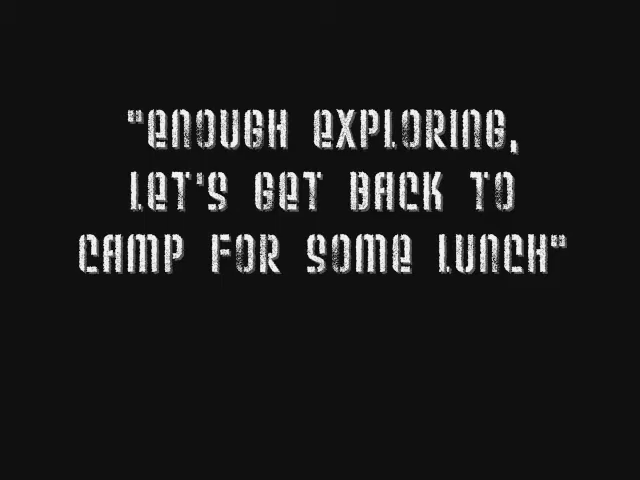 "ENOUGH EXPLORING,
LET'S GET BACK TO
CAMP FOR SOME LUNCH"